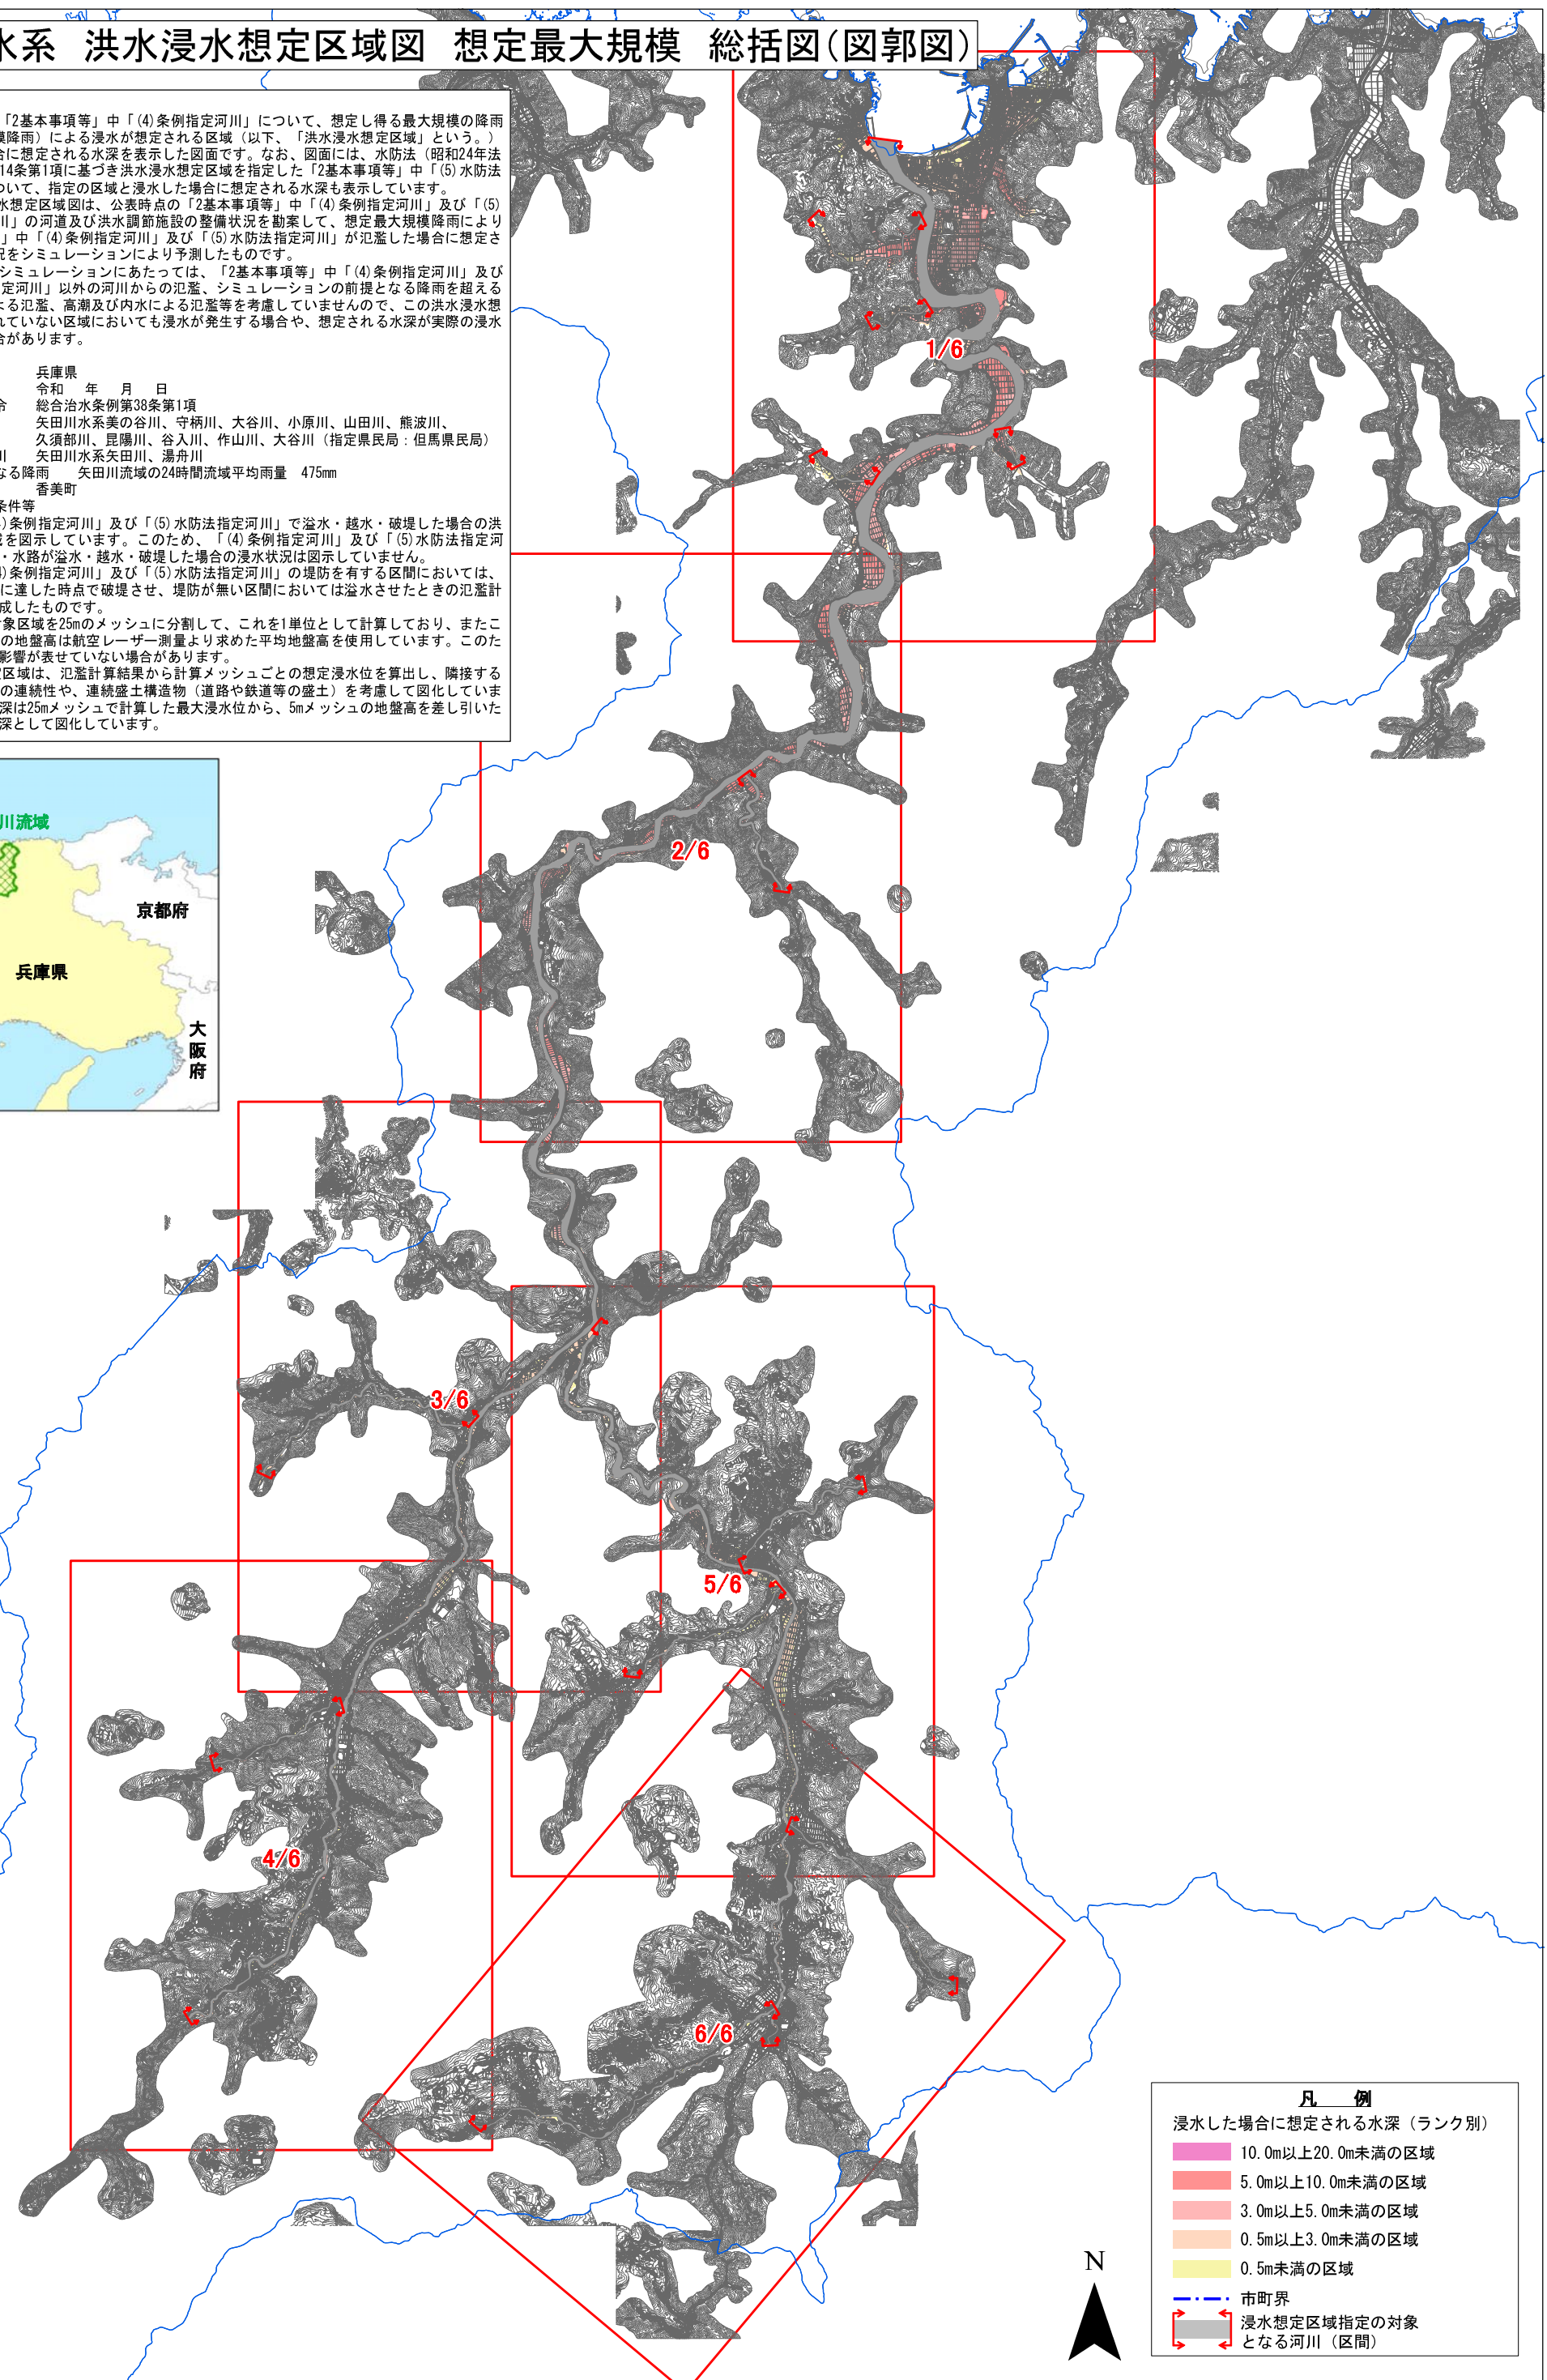 水系 洪水浸水想定区域図 想定最大規模 総括図(図郭図)
「2基本事項等」中「(4)条例指定河川」について、想定し得る最大規模の降雨
降雨）による浸水が想定される区域（以下、「洪水浸水想定区域」という。）
合に想定される水深を表示した図面です。なお、図面には、水防法（昭和24年法
14条第1項に基づき洪水浸水想定区域を指定した「2基本事項等」中「(5)水防法
ついて、指定の区域と浸水した場合に想定される水深も表示しています。
水想定区域図は、公表時点の「2基本事項等」中「(4)条例指定河川」及び「(5)
川」の河道及び洪水調節施設の整備状況を勘案して、想定最大規模降雨により
」中「(4)条例指定河川」及び「(5)水防法指定河川」が氾濫した場合に想定さ
況をシミュレーションにより予測したものです。
シミュレーションにあたっては、「2基本事項等」中「(4)条例指定河川」及び
定河川」以外の河川からの氾濫、シミュレーションの前提となる降雨を超える
よる氾濫、高潮及び内水による氾濫等を考慮していませんので、この洪水浸水想
れていない区域においても浸水が発生する場合や、想定される水深が実際の浸水
合があります。
兵庫県
令和 年 月 日
令 総合治水条例第38条第1項
矢田川水系美の谷川、守柄川、大谷川、小原川、山田川、熊波川、
久須部川、昆陽川、谷入川、作山川、大谷川（指定県民局：但馬県民局）
川 矢田川水系矢田川、湯舟川
なる降雨 矢田川流域の24時間流域平均雨量 475mm
香美町
条件等
)条例指定河川」及び「(5)水防法指定河川」で溢水・越水・破堤した場合の洪
域を図示しています。このため、「(4)条例指定河川」及び「(5)水防法指定河
・水路が溢水・越水・破堤した場合の浸水状況は図示していません。
4)条例指定河川」及び「(5)水防法指定河川」の堤防を有する区間においては、
に達した時点で破堤させ、堤防が無い区間においては溢水させたときの氾濫計
成したものです。
対象区域を25mのメッシュに分割して、これを1単位として計算しており、またこ
の地盤高は航空レーザー測量より求めた平均地盤高を使用しています。このた
影響が表せていない場合があります。
定区域は、氾濫計算結果から計算メッシュごとの想定浸水位を算出し、隣接する
の連続性や、連続盛土構造物（道路や鉄道等の盛土）を考慮して図化していま
深は25mメッシュで計算した最大浸水位から、5mメッシュの地盤高を差し引いた
深として図化しています。
川流域
京都府
兵庫県
大阪府
1/6
2/6
3/6
5/6
4/6
6/6
N
凡 例
浸水した場合に想定される水深（ランク別）
10.0m以上20.0m未満の区域
5.0m以上10.0m未満の区域
3.0m以上5.0m未満の区域
0.5m以上3.0m未満の区域
0.5m未満の区域
市町界
浸水想定区域指定の対象
となる河川（区間）